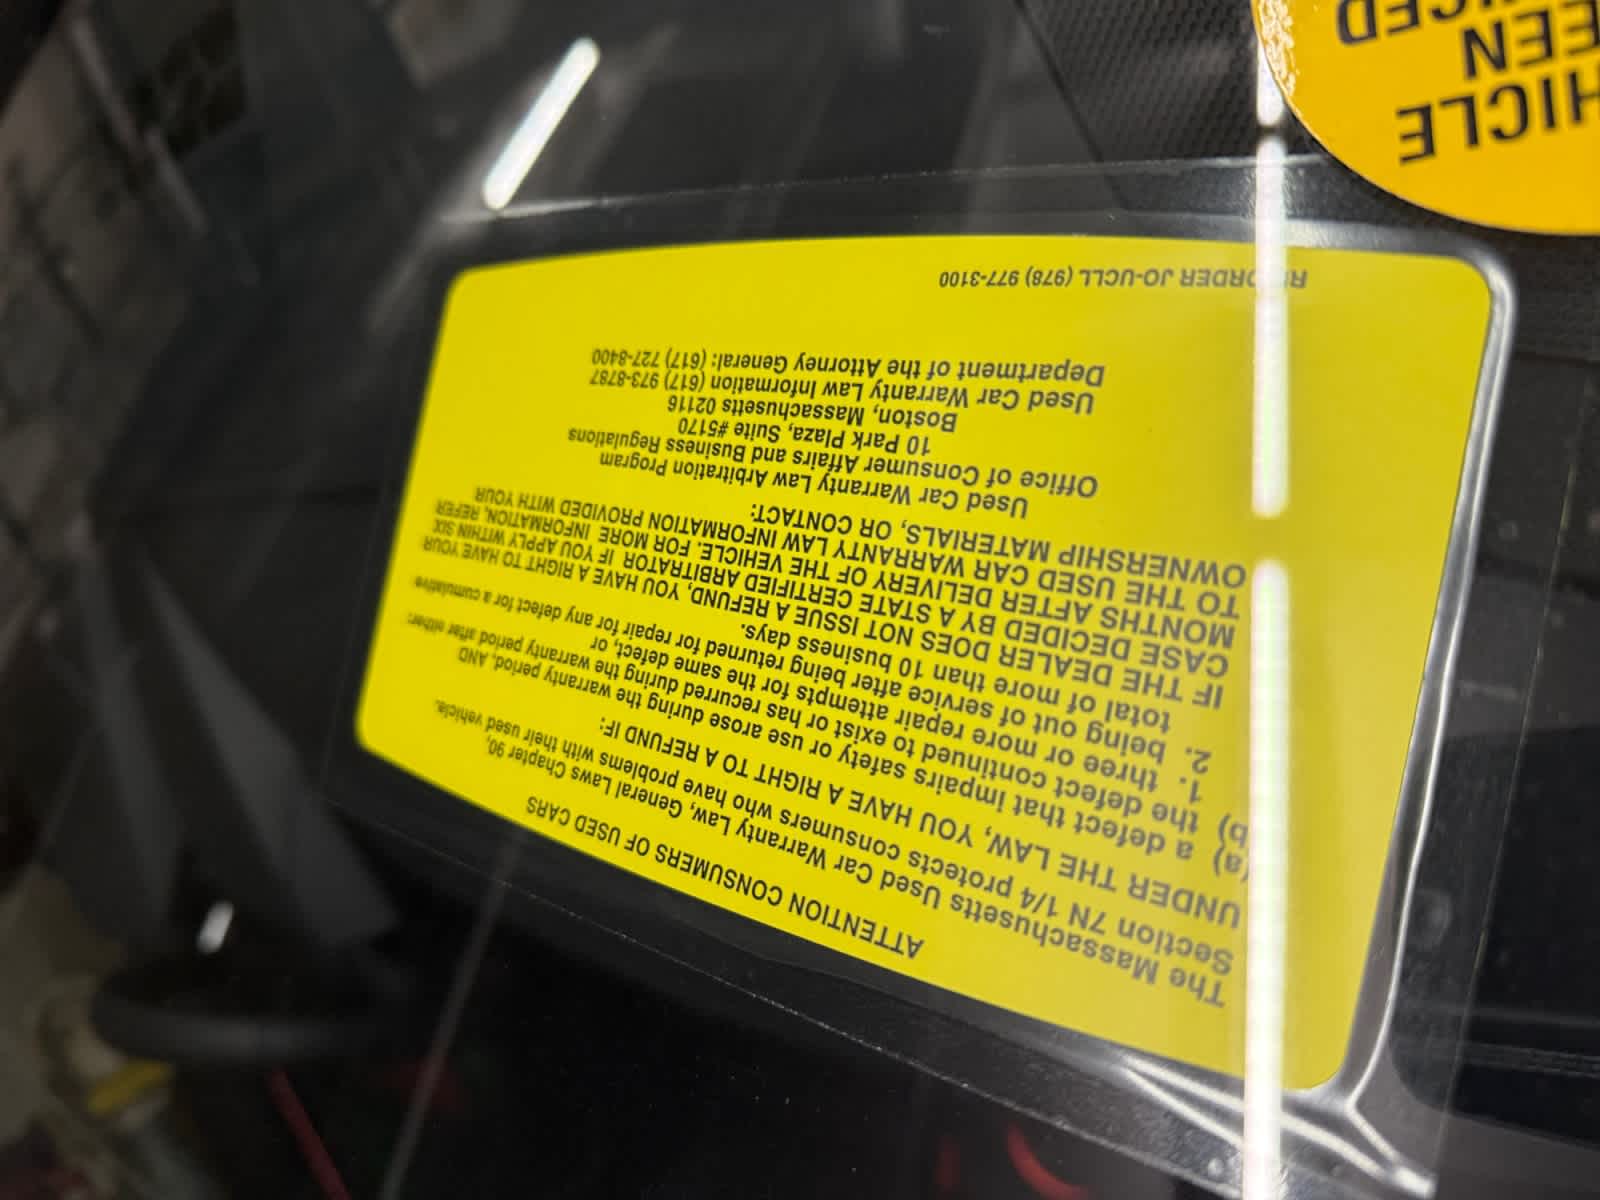 ATTENTION CONSUMERS OF USED CARS
The Massachusetts Used Car Warranty Law, General Laws Chapter 90,
Section 7N 1/4 protects consumers who have problems with their used vehicle.
UNDER THE LAW, YOU HAVE A RIGHT TO A REFUND IF:
(a) a defect that impairs safety or use arose during the warranty period, AND
(b) the defect continued to exist or has recurred during the warranty period after either:
1. three or more repair attempts for the same defect, or
2. being out of service after being returned for repair for any defect for a cumulative
total of more than 10 business days.
IF THE DEALER DOES NOT ISSUE A REFUND, YOU HAVE A RIGHT TO HAVE YOUR
CASE DECIDED BY A STATE CERTIFIED ARBITRATOR IF YOU APPLY WITHIN SIX
MONTHS AFTER DELIVERY OF THE VEHICLE. FOR MORE INFORMATION, REFER
TO THE USED CAR WARRANTY LAW INFORMATION PROVIDED WITH YOUR
OWNERSHIP MATERIALS, OR CONTACT:
Used Car Warranty Law Arbitration Program
Office of Consumer Affairs and Business Regulations
10 Park Plaza, Suite #5170
Boston, Massachusetts 02116
Used Car Warranty Law Information (617) 973-8787
Department of the Attorney General: (617) 727-8400
REORDER JO-UCLL (978) 977-3100
HICLE
EEN